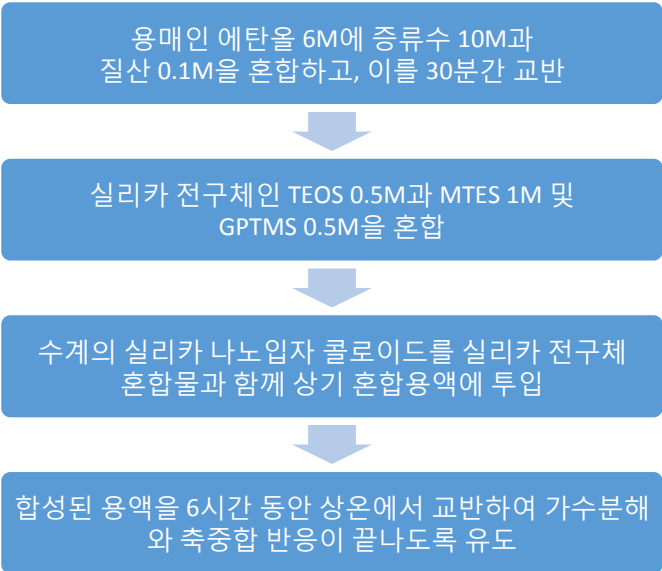 용매인 에탄올 6M에 증류수 10M과
질산 0.1M을 혼합하고, 이를 30분간 교반
실리카 전구체인 TEOS 0.5M과 MTES 1M 및
GPTMS 0.5M을 혼합
수계의 실리카 나노입자 콜로이드를 실리카 전구체
혼합물과 함께 상기 혼합용액에 투입
합성된 용액을 6시간 동안 상온에서 교반하여 가수분해
와 축중합 반응이 끝나도록 유도